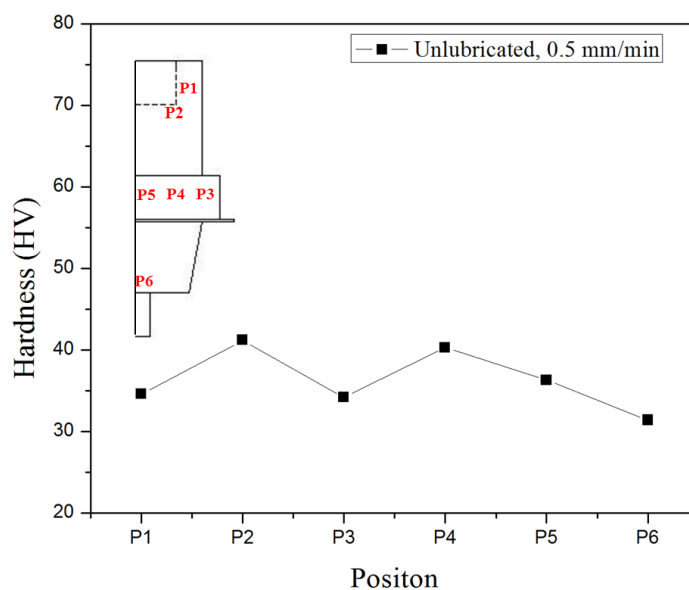 80
Unlubricated, 0.5 mm/min
P1
70
P2
60
P5 P4 P3
50
P6
40
30
20
Hardness (HV)
P1 P2 P3 P4 P5 P6
Positon